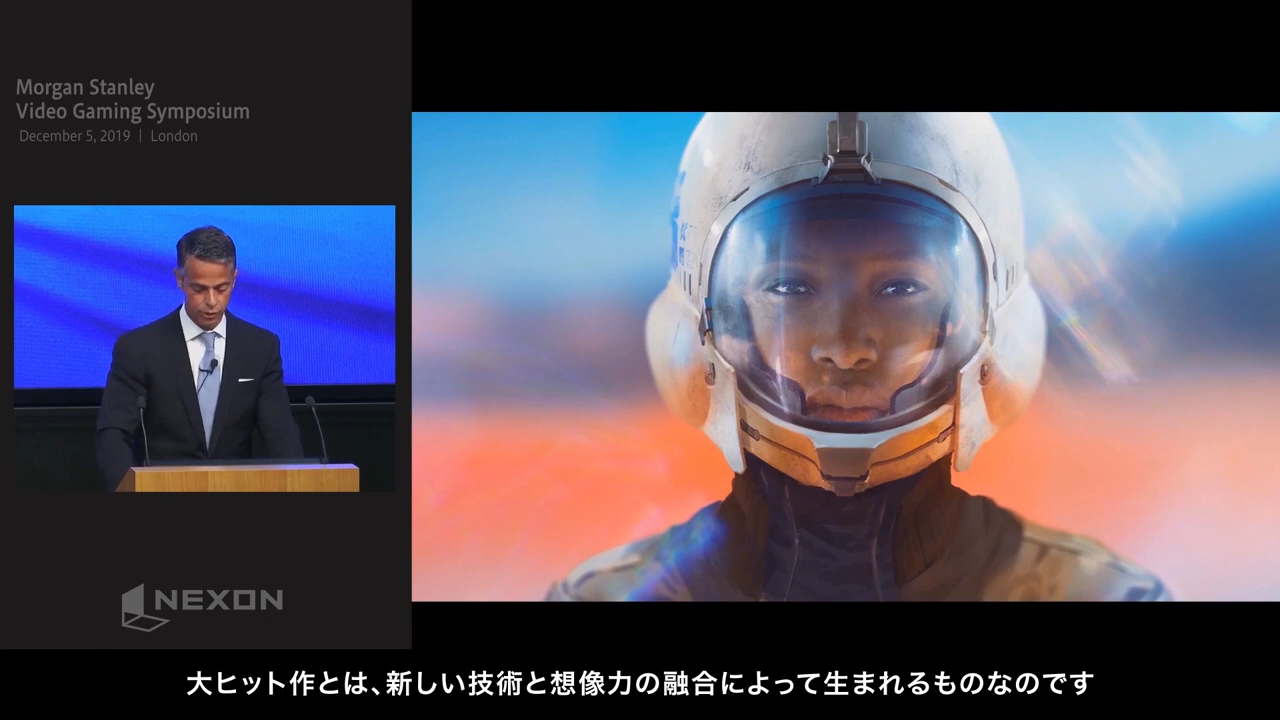 Morgan Stanley
Video Gaming Symposium
December 5, 2019 | London
NEXON
大ヒット作とは、新しい技術と想像力の融合によって生まれるものなのです